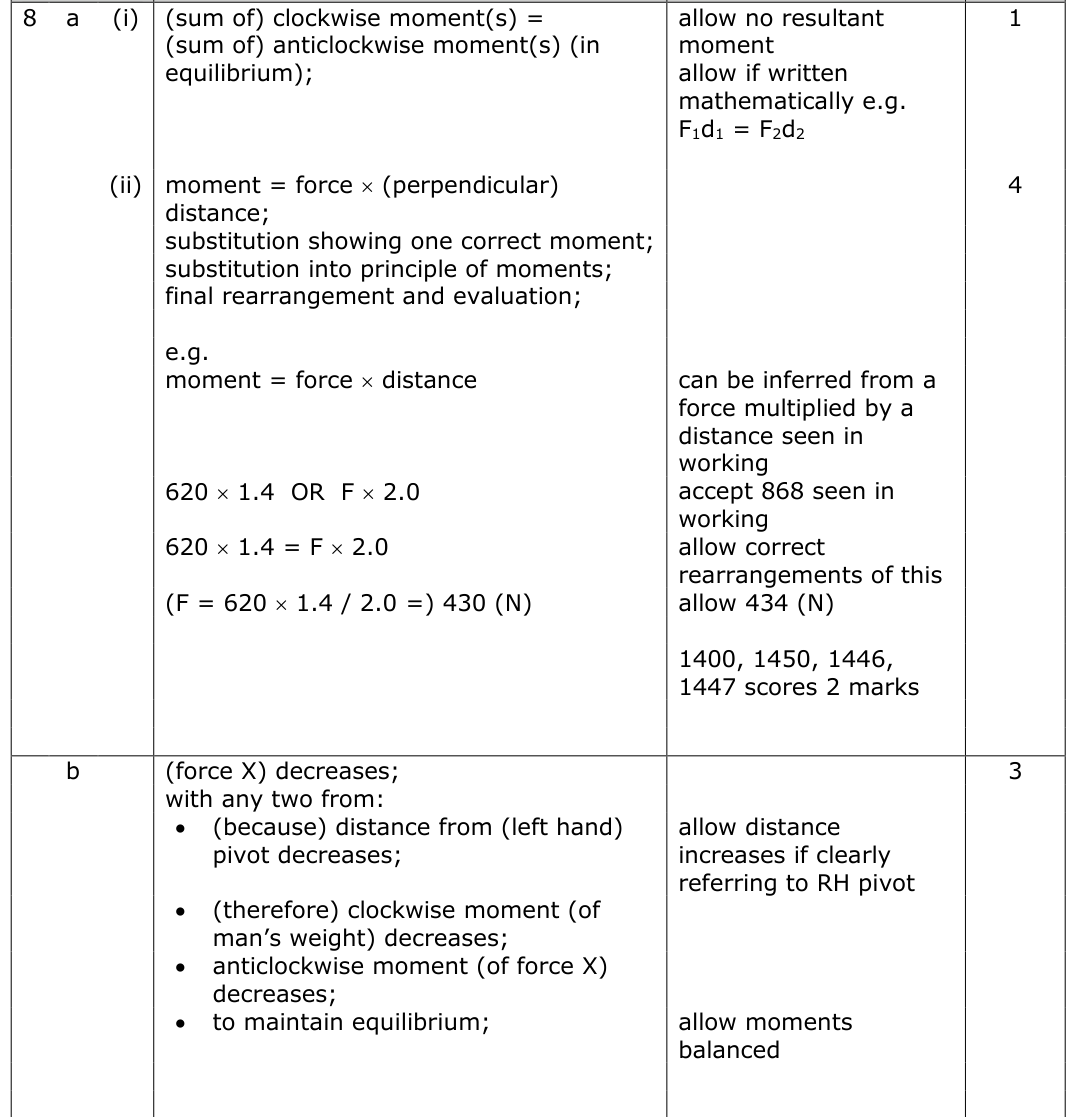 8 a (i) (sum of) clockwise moment(s) = allow no resultant 1
(sum of) anticlockwise moment(s) (in moment
equilibrium); allow if written
mathematically e.g.
F₁d₁ = F₂d₂
(ii) moment = force × (perpendicular) 4
distance;
substitution showing one correct moment;
substitution into principle of moments;
final rearrangement and evaluation;
e.g.
moment = force × distance can be inferred from a
force multiplied by a
distance seen in
working
620 × 1.4 OR F × 2.0 accept 868 seen in
working
620 × 1.4 = F × 2.0 allow correct
rearrangements of this
(F = 620 × 1.4 / 2.0 =) 430 (N) allow 434 (N)
1400, 1450, 1446,
1447 scores 2 marks
b (force X) decreases; 3
with any two from:
• (because) distance from (left hand) allow distance
pivot decreases; increases if clearly
referring to RH pivot
• (therefore) clockwise moment (of
man's weight) decreases;
• anticlockwise moment (of force X)
decreases;
• to maintain equilibrium; allow moments
balanced